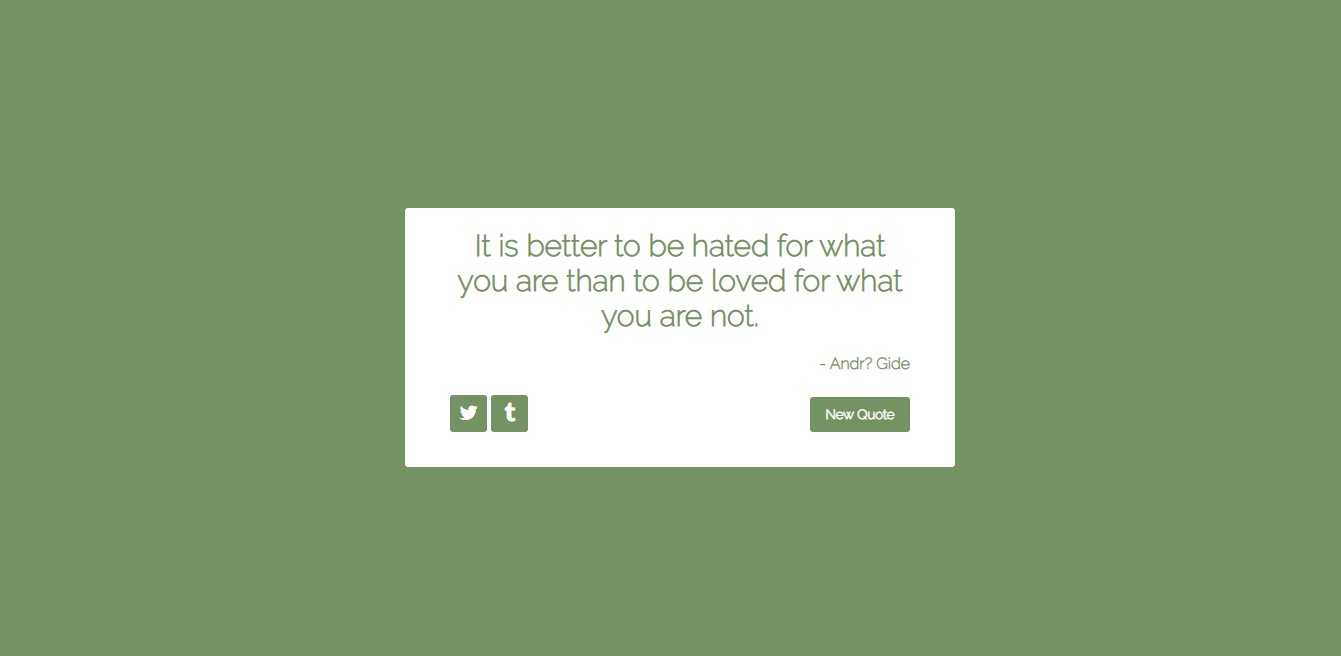 It is better to be hated for what
you are than to be loved for what
you are not.
- Andr? Gide
New Quote